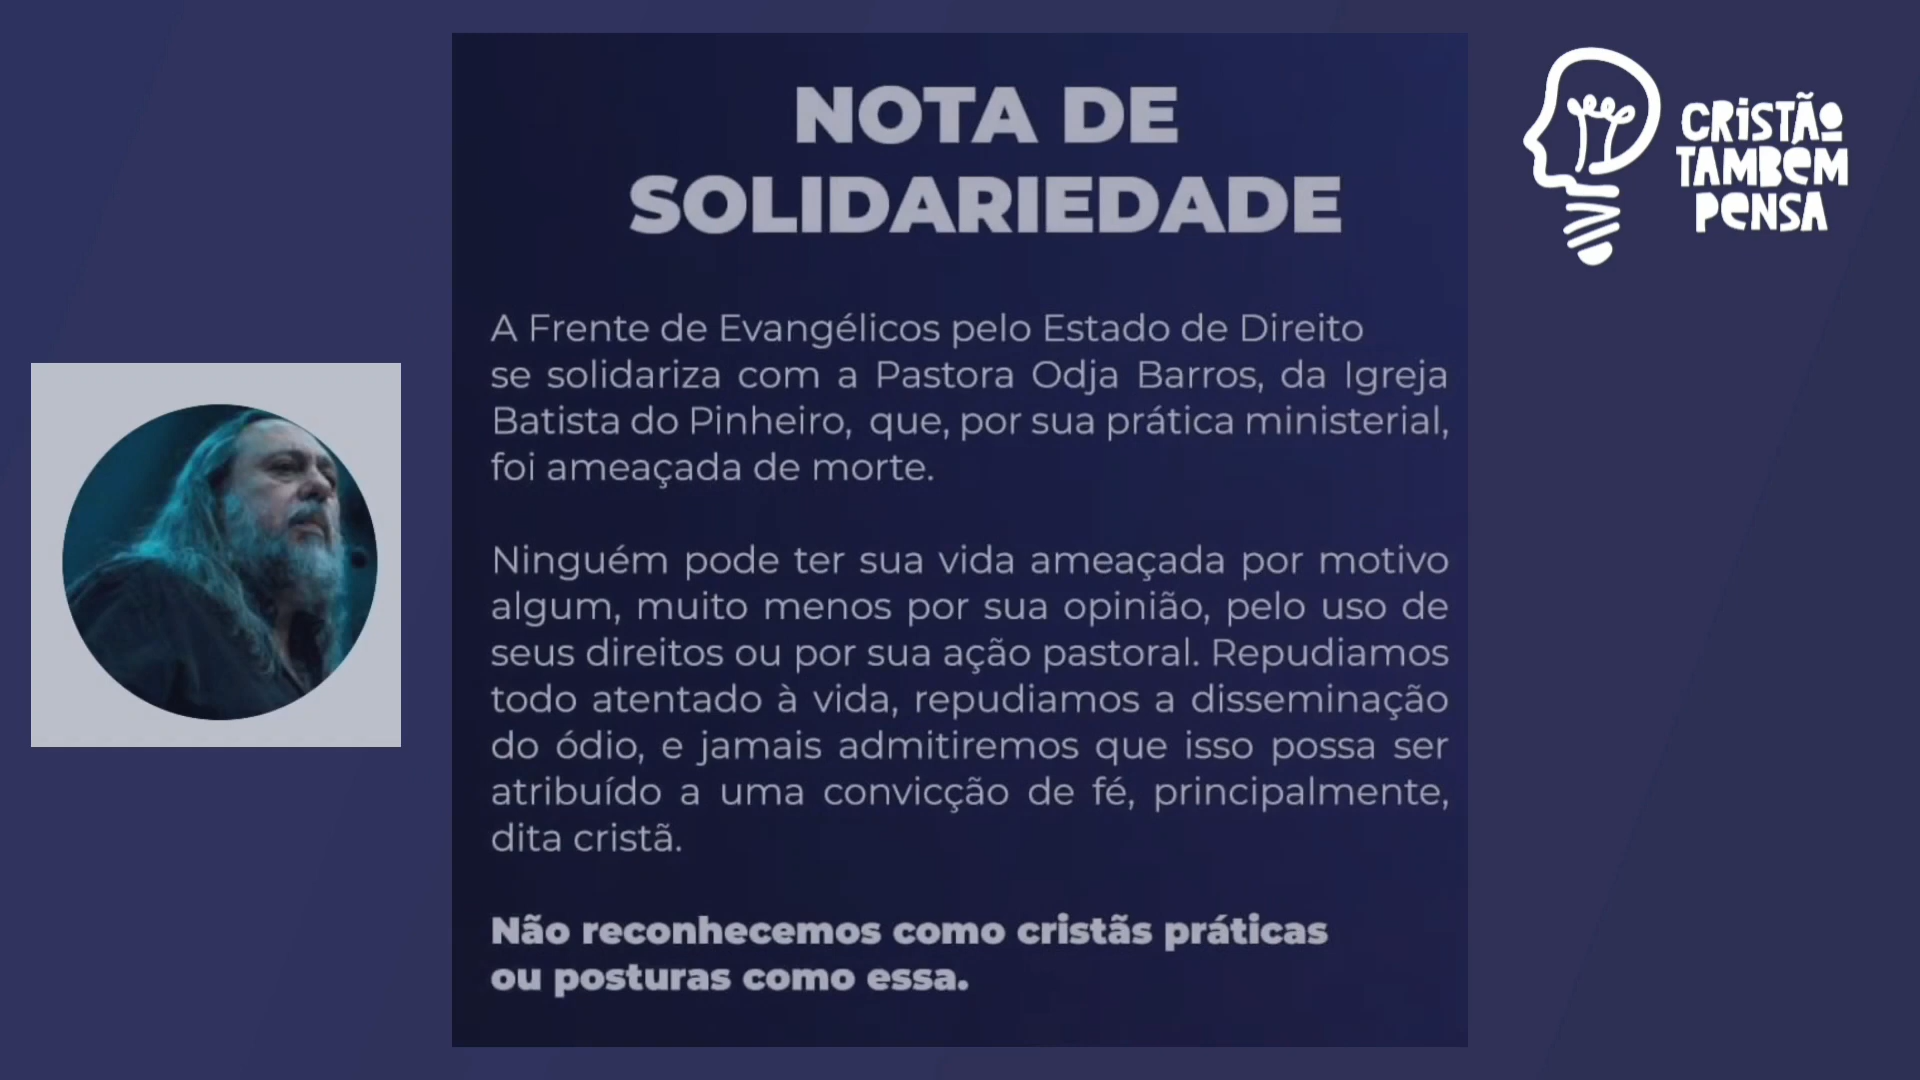 NOTA DE
SOLIDARIEDADE
A Frente de Evangélicos pelo Estado de Direito
se solidariza com a Pastora Odja Barros, da Igreja
Batista do Pinheiro, que, por sua prática ministerial,
foi ameaçada de morte.
Ninguém pode ter sua vida ameaçada por motivo
algum, muito menos por sua opinião, pelo uso de
seus direitos ou por sua ação pastoral. Repudiamos
todo atentado à vida, repudiamos a disseminação
do ódio, e jamais admitiremos que isso possa ser
atribuído a uma convicção de fé, principalmente,
dita cristã.
Não reconhecemos como cristãs práticas
ou posturas como essa.
CRISTÃO
TAMBÉM
PENSA